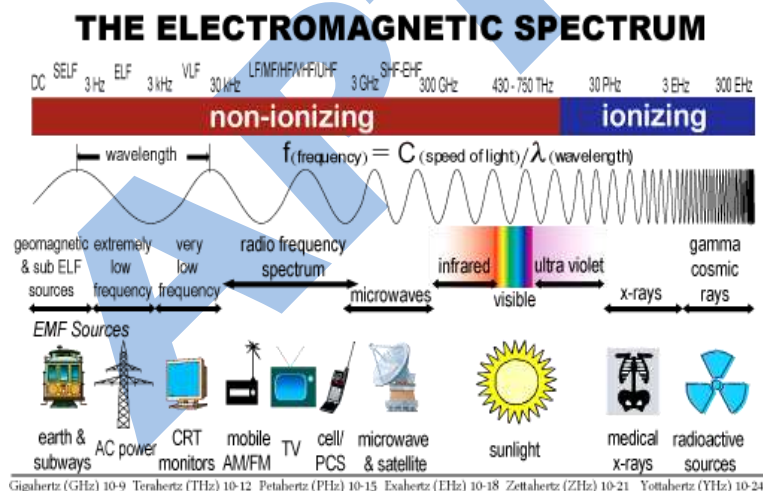 THE ELECTROMAGNETIC SPECTRUM
DC SELF 3 Hz ELF 3 kHz VLF 30 kHz LF/MF/HF/VHF/UHF 3 GHz SHF-EHF 300 GHz 430 - 750 THz 30 PHz 3 EHz 300 EHz
non-ionizing ionizing
wavelength f(frequency) = C (speed of light)/λ(wavelength)
geomagnetic & sub ELF sources
extremely low frequency
very low frequency
radio frequency spectrum
microwaves
infrared
visible
ultra violet
x-rays
gamma cosmic rays
EMF Sources
earth & subways
AC power
CRT monitors
mobile AM/FM
TV
cell/ PCS
microwave & satellite
sunlight
medical x-rays
radioactive sources
Gigahertz (GHz) 10-9 Terahertz (THz) 10-12 Petahertz (PHz) 10-15 Exahertz (EHz) 10-18 Zettahertz (ZHz) 10-21 Yottahertz (YHz) 10-24